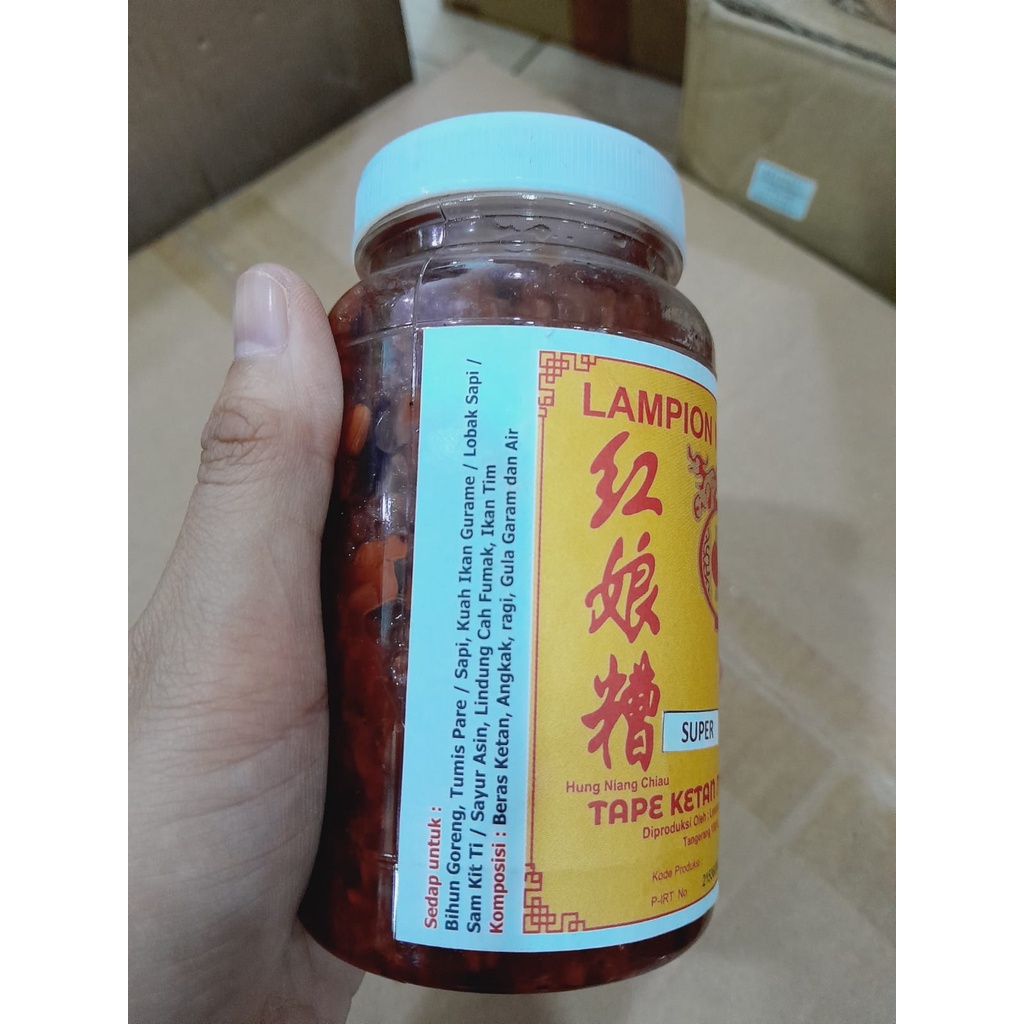 Sedap untuk :
Bihun Goreng, Tumis Pare / Sapi, Kuah Ikan Gurame / Lobak Sapi /
Sam Kit Ti / Sayur Asin, Lindung Cah Fumak, Ikan Tim
Komposisi : Beras Ketan, Angkak, ragi, Gula Garam dan Air
LAMPION
红娘糟
SUPER
Hung Niang Chiau
TAPE KETAN
Diproduksi Oleh :
Tangerang
Kode Produksi
P-IRT No